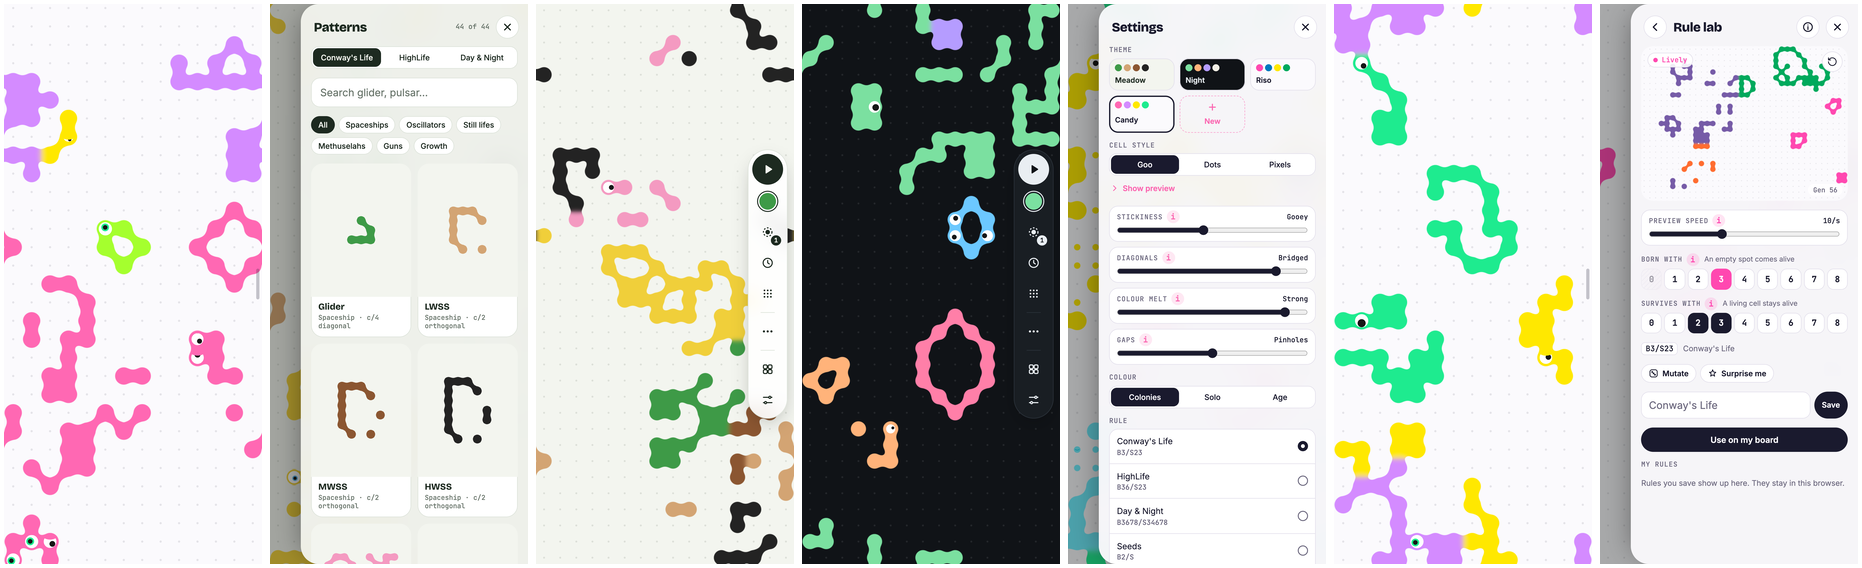 Patterns
44 of 44
Conway's Life
HighLife
Day & Night
Search glider, pulsar...
All
Spaceships
Oscillators
Still lifes
Methuselahs
Guns
Growth
Glider
Spaceship · c/4
diagonal
LWSS
Spaceship · c/2
orthogonal
MWSS
Spaceship · c/2
orthogonal
HWSS
Spaceship · c/2
orthogonal
1
1
Settings
THEME
Meadow
Night
Riso
Candy
+
New
CELL STYLE
Goo
Dots
Pixels
Show preview
STICKINESS i
Gooey
DIAGONALS i
Bridged
COLOUR MELT i
Strong
GAPS i
Pinholes
COLOUR
Colonies
Solo
Age
RULE
Conway's Life
B3/S23
HighLife
B36/S23
Day & Night
B3678/S34678
Seeds
B2/S
Rule lab
Lively
Gen 56
PREVIEW SPEED i
10/s
BORN WITH i An empty spot comes alive
0 1 2 3 4 5 6 7 8
SURVIVES WITH i A living cell stays alive
0 1 2 3 4 5 6 7 8
B3/S23 Conway's Life
Mutate
Surprise me
Conway's Life
Save
Use on my board
MY RULES
Rules you save show up here. They stay in this browser.